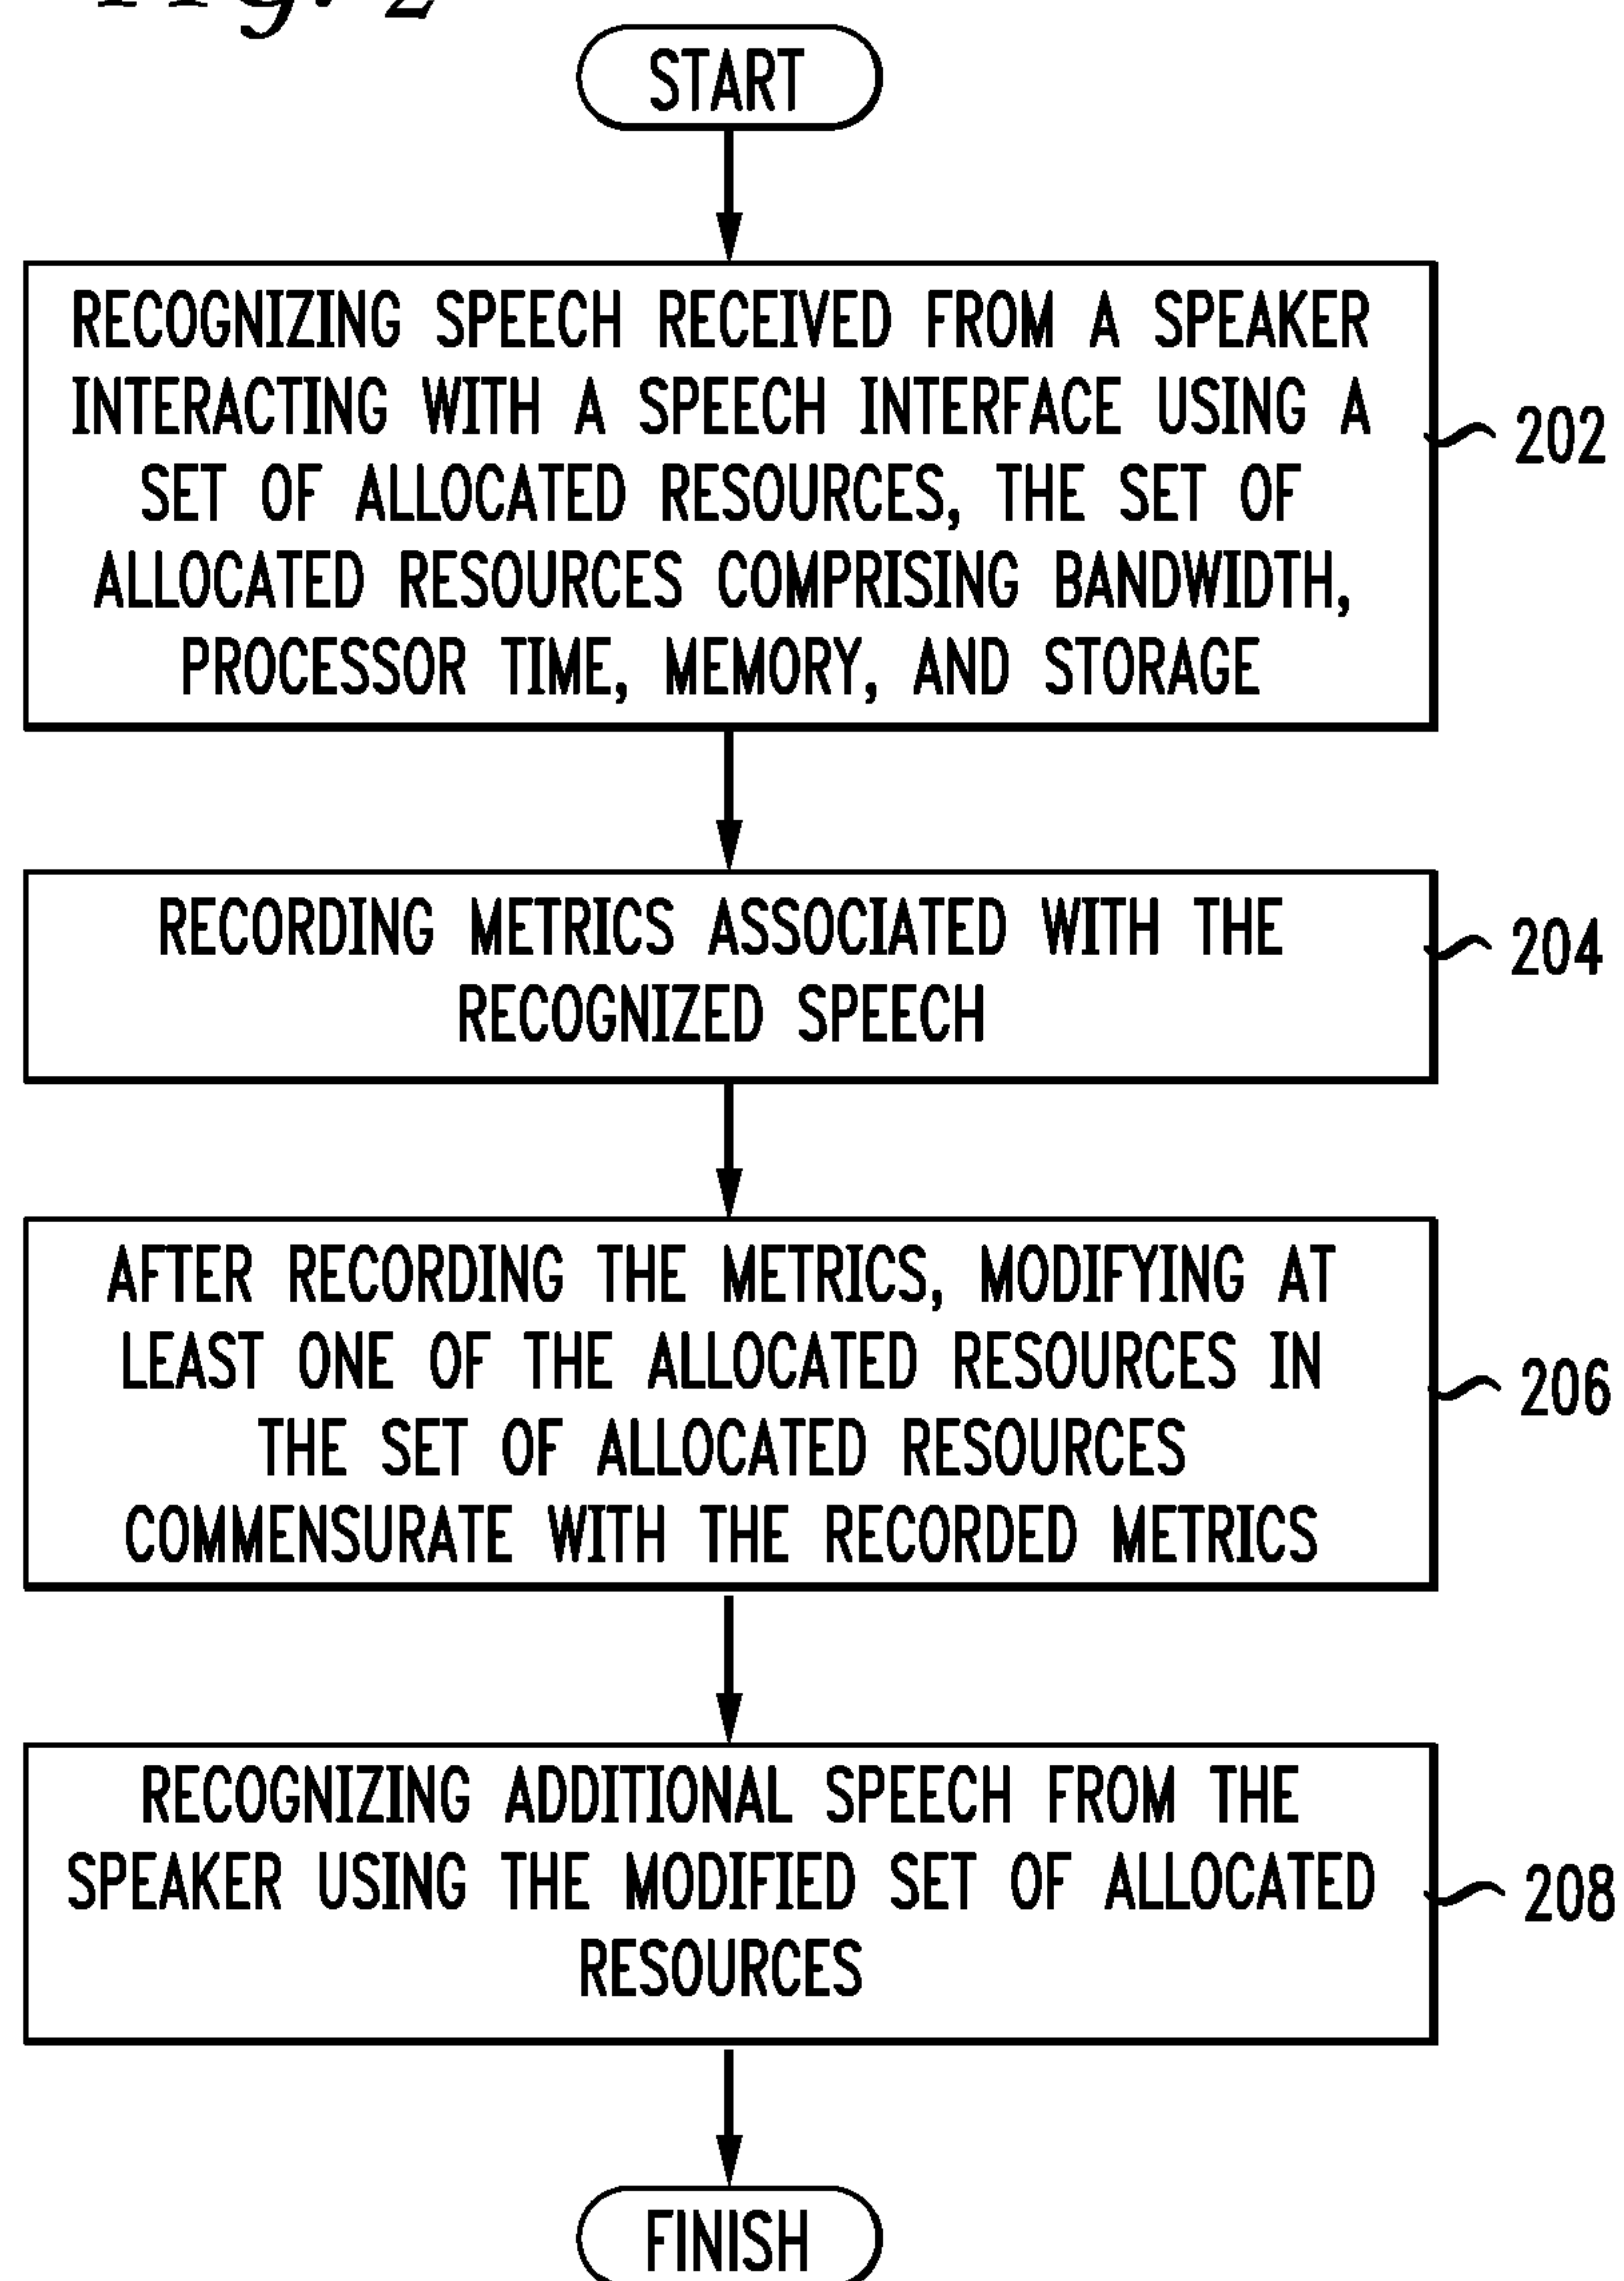 Fig. 2
START
RECOGNIZING SPEECH RECEIVED FROM A SPEAKER
INTERACTING WITH A SPEECH INTERFACE USING A
SET OF ALLOCATED RESOURCES, THE SET OF
ALLOCATED RESOURCES COMPRISING BANDWIDTH,
PROCESSOR TIME, MEMORY, AND STORAGE
202
RECORDING METRICS ASSOCIATED WITH THE
RECOGNIZED SPEECH
204
AFTER RECORDING THE METRICS, MODIFYING AT
LEAST ONE OF THE ALLOCATED RESOURCES IN
THE SET OF ALLOCATED RESOURCES
COMMENSURATE WITH THE RECORDED METRICS
206
RECOGNIZING ADDITIONAL SPEECH FROM THE
SPEAKER USING THE MODIFIED SET OF ALLOCATED
RESOURCES
208
FINISH